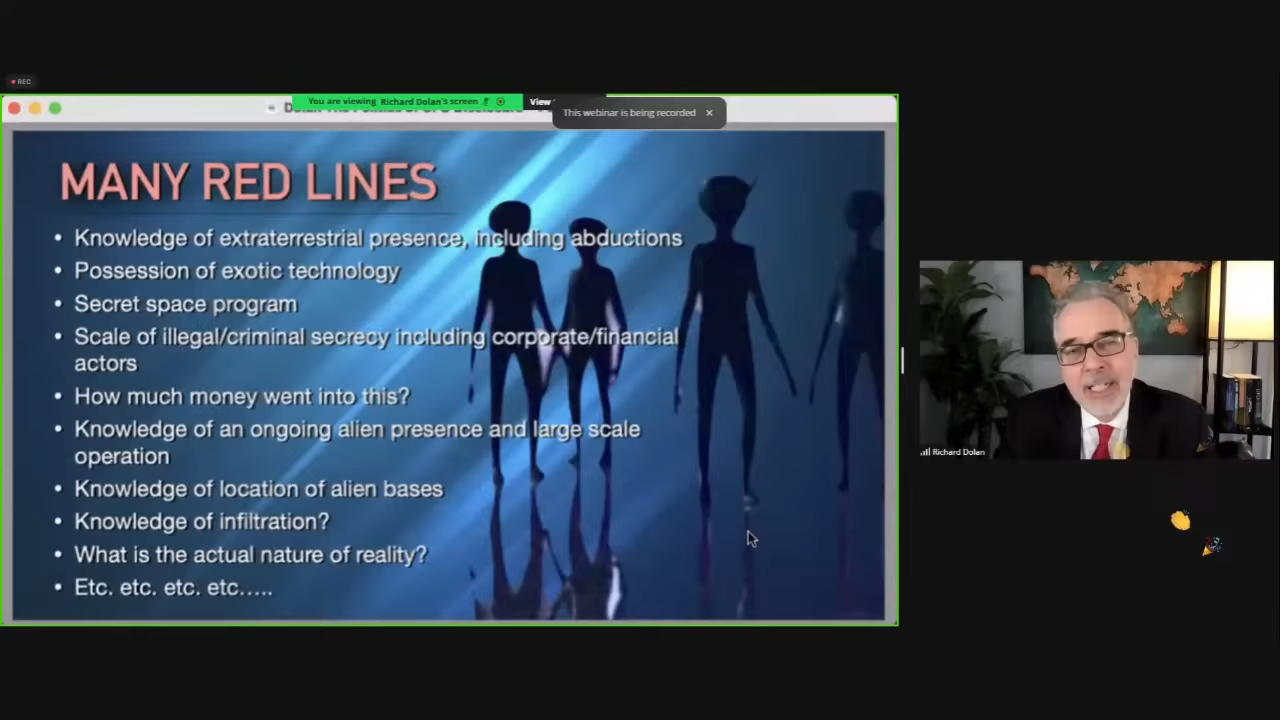 REC
You are viewing Richard Dolan's screen
View
This webinar is being recorded
MANY RED LINES
• Knowledge of extraterrestrial presence, including abductions
• Possession of exotic technology
• Secret space program
• Scale of illegal/criminal secrecy including corporate/financial
actors
• How much money went into this?
• Knowledge of an ongoing alien presence and large scale
operation
• Knowledge of location of alien bases
• Knowledge of infiltration?
• What is the actual nature of reality?
• Etc. etc. etc. etc.....
Richard Dolan